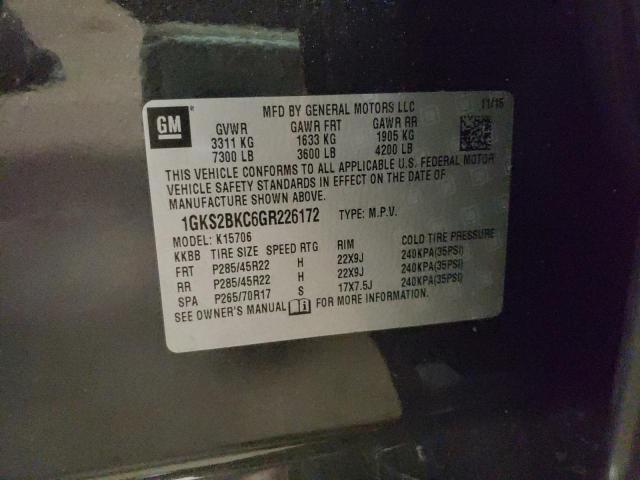 GM
MFD BY GENERAL MOTORS LLC 11/15
GVWR GAWR FRT GAWR RR
3311 KG 1633 KG 1905 KG
7300 LB 3600 LB 4200 LB
THIS VEHICLE CONFORMS TO ALL APPLICABLE U.S. FEDERAL MOTOR
VEHICLE SAFETY STANDARDS IN EFFECT ON THE DATE OF
MANUFACTURE SHOWN ABOVE.
1GKS2BKC6GR226172 TYPE: M.P.V.
MODEL: K15706
KKBB TIRE SIZE SPEED RTG RIM COLD TIRE PRESSURE
FRT P285/45R22 H 22X9J 240KPA(35PSI)
RR P285/45R22 H 22X9J 240KPA(35PSI)
SPA P265/70R17 S 17X7.5J 240KPA(35PSI)
SEE OWNER'S MANUAL FOR MORE INFORMATION.